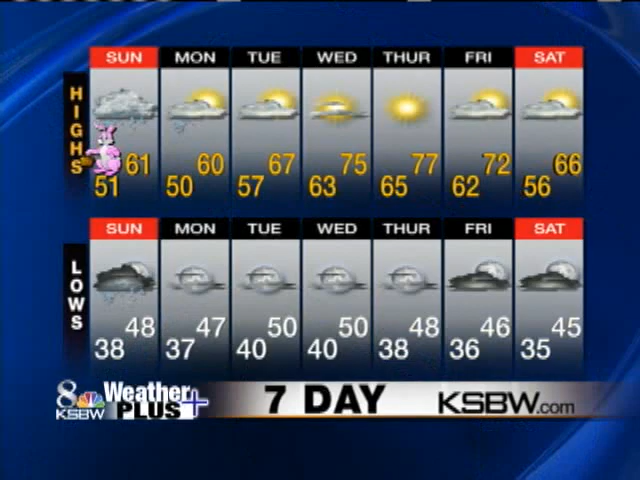 SUN MON TUE WED THUR FRI SAT
HIGHS
61 60 67 75 77 72 66
51 50 57 63 65 62 56
SUN MON TUE WED THUR FRI SAT
LOWS
48 47 50 50 48 46 45
38 37 40 40 38 36 35
8 Weather
KSBW PLUS+
7 DAY
KSBW.com